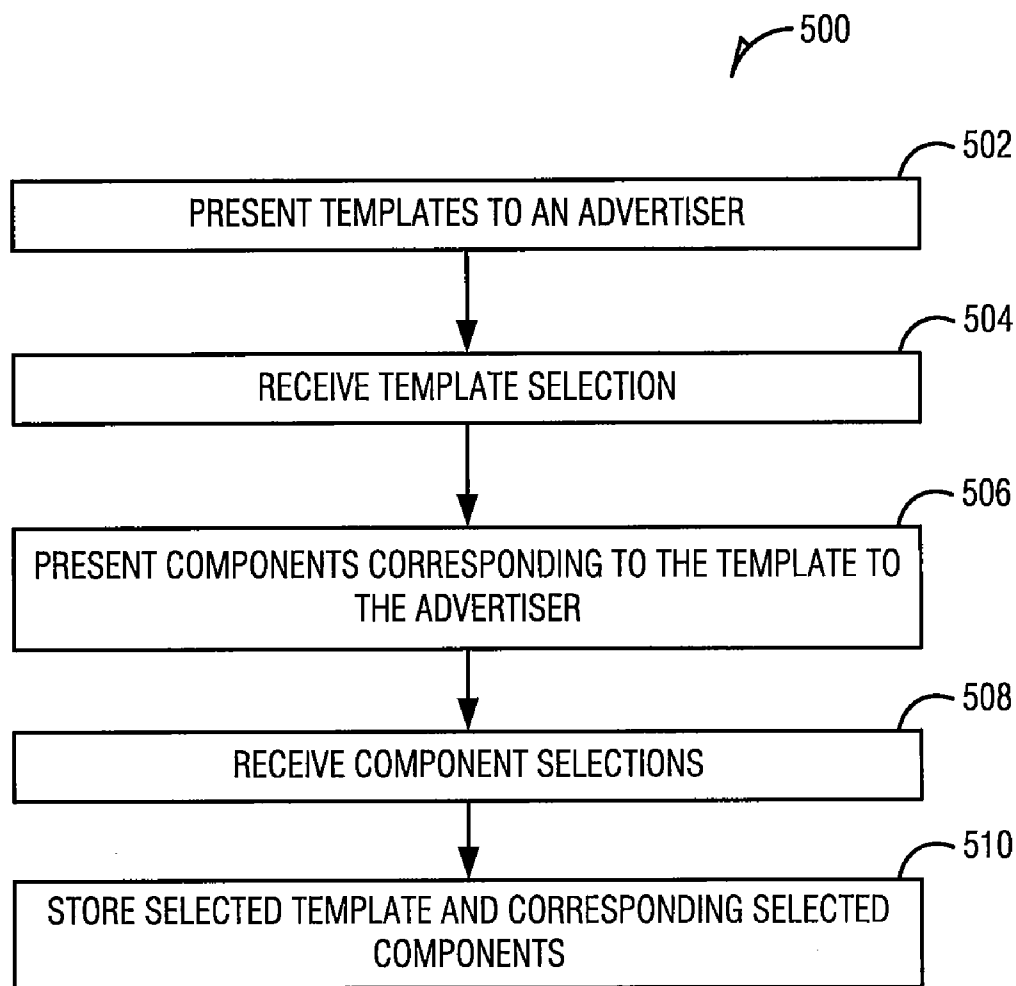 500
502
PRESENT TEMPLATES TO AN ADVERTISER
504
RECEIVE TEMPLATE SELECTION
506
PRESENT COMPONENTS CORRESPONDING TO THE TEMPLATE TO
THE ADVERTISER
508
RECEIVE COMPONENT SELECTIONS
510
STORE SELECTED TEMPLATE AND CORRESPONDING SELECTED
COMPONENTS